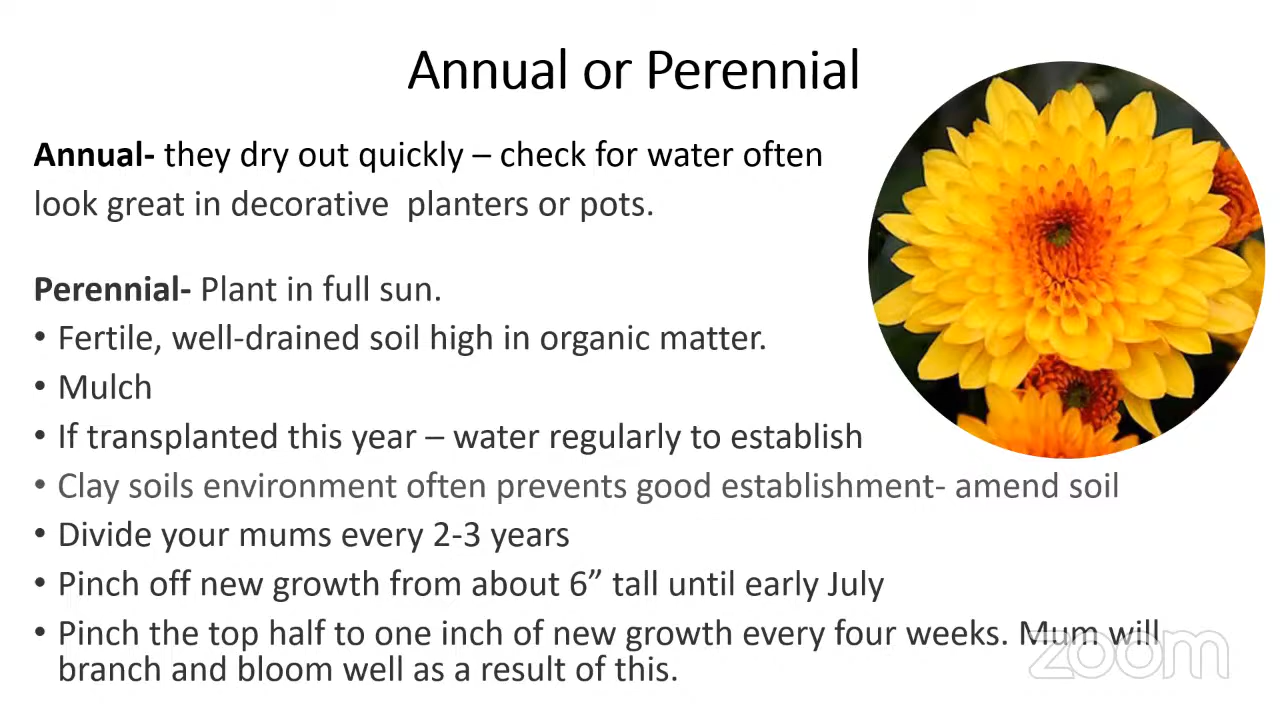 Annual or Perennial
Annual- they dry out quickly – check for water often
look great in decorative  planters or pots.
Perennial- Plant in full sun.
• Fertile, well-drained soil high in organic matter.
• Mulch
• If transplanted this year – water regularly to establish
• Clay soils environment often prevents good establishment- amend soil
• Divide your mums every 2-3 years
• Pinch off new growth from about 6” tall until early July
• Pinch the top half to one inch of new growth every four weeks. Mum will
branch and bloom well as a result of this.
zoom